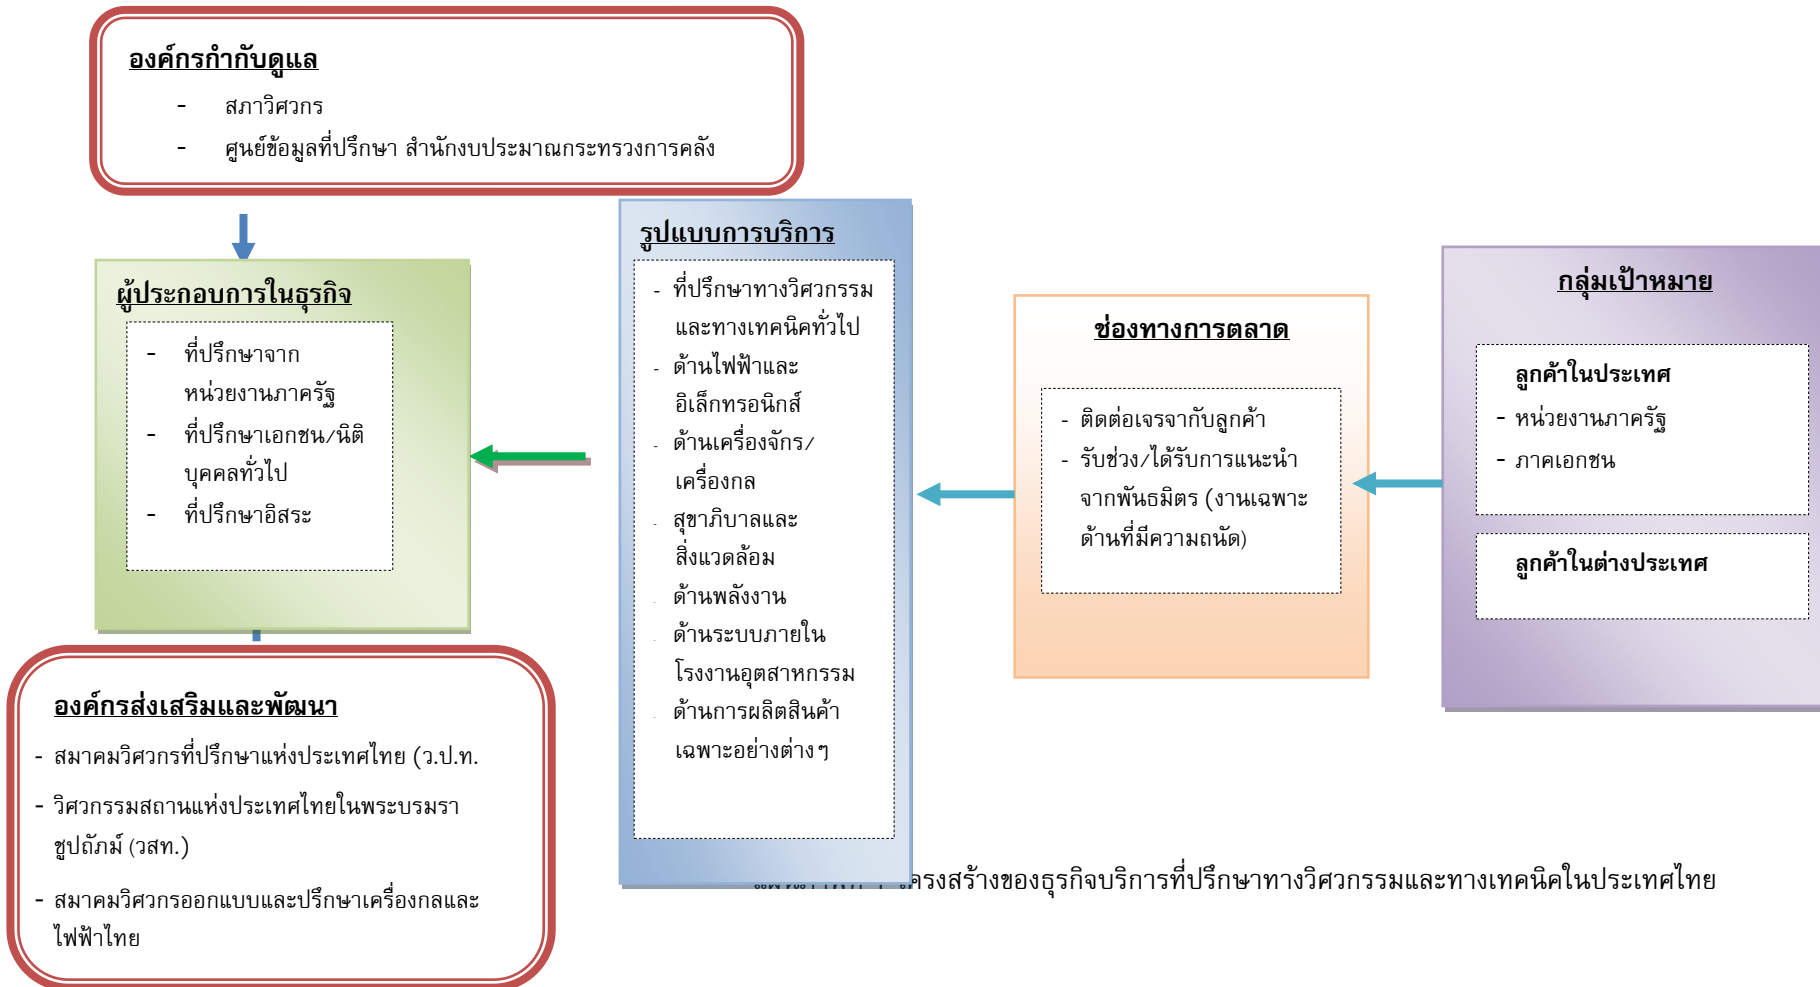 องค์กรกำกับดูแล
- สภาวิศวกร
- ศูนย์ข้อมูลที่ปรึกษา สำนักงบประมาณกระทรวงการคลัง
ผู้ประกอบการในธุรกิจ
- ที่ปรึกษาจาก
หน่วยงานภาครัฐ
- ที่ปรึกษาเอกชน/นิติ
บุคคลทั่วไป
- ที่ปรึกษาอิสระ
องค์กรส่งเสริมและพัฒนา
- สมาคมวิศวกรที่ปรึกษาแห่งประเทศไทย (ว.ป.ท.
- วิศวกรรมสถานแห่งประเทศไทยในพระบรมรา
ชูปถัภม์ (วสท.)
- สมาคมวิศวกรออกแบบและปรึกษาเครื่องกลและ
ไฟฟ้าไทย
รูปแบบการบริการ
- ที่ปรึกษาทางวิศวกรรม
และทางเทคนิคทั่วไป
- ด้านไฟฟ้าและ
อิเล็กทรอนิกส์
- ด้านเครื่องจักร/
เครื่องกล
- สุขาภิบาลและ
สิ่งแวดล้อม
- ด้านพลังงาน
- ด้านระบบภายใน
โรงงานอุตสาหกรรม
- ด้านการผลิตสินค้า
เฉพาะอย่างต่างๆ
ช่องทางการตลาด
- ติดต่อเจรจากับลูกค้า
- รับช่วง/ได้รับการแนะนำ
จากพันธมิตร (งานเฉพาะ
ด้านที่มีความถนัด)
กลุ่มเป้าหมาย
ลูกค้าในประเทศ
- หน่วยงานภาครัฐ
- ภาคเอกชน
ลูกค้าในต่างประเทศ
โครงสร้างของธุรกิจบริการที่ปรึกษาทางวิศวกรรมและทางเทคนิคในประเทศไทย